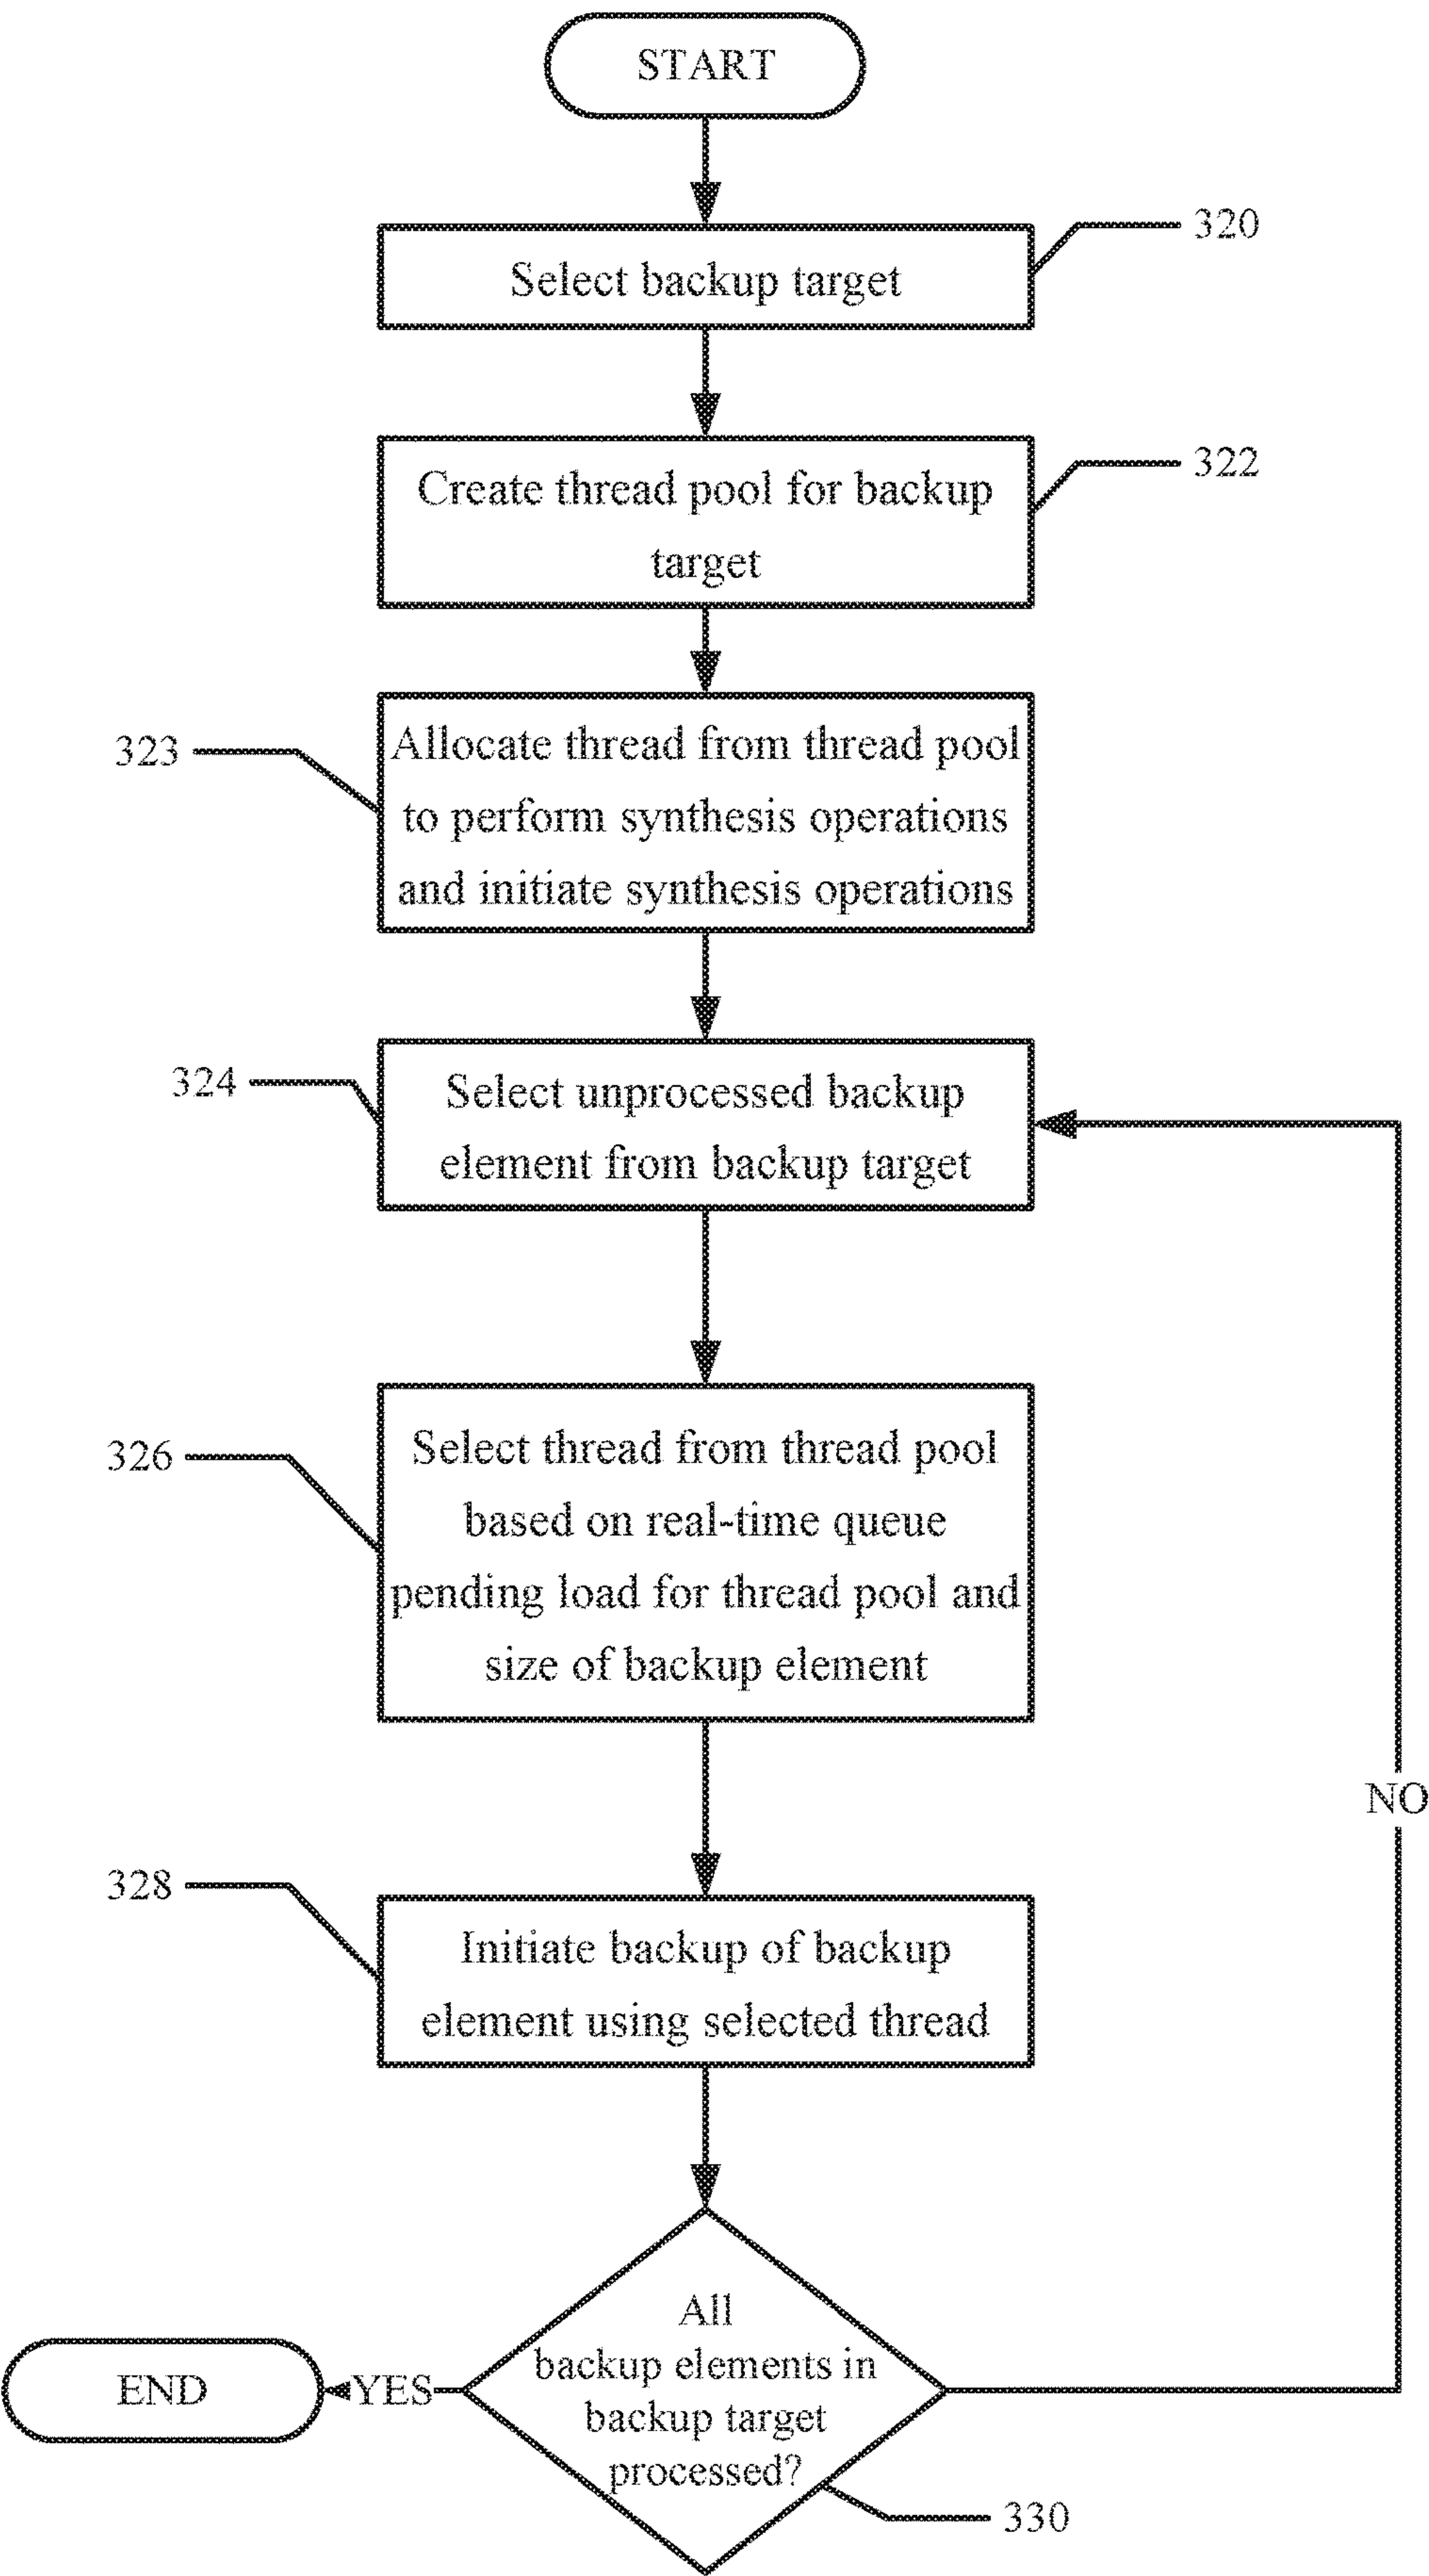 START
320
Select backup target
322
Create thread pool for backup
target
323
Allocate thread from thread pool
to perform synthesis operations
and initiate synthesis operations
324
Select unprocessed backup
element from backup target
326
Select thread from thread pool
based on real-time queue
pending load for thread pool and
size of backup element
NO
328
Initiate backup of backup
element using selected thread
All
backup elements in
backup target
processed?
YES
END
330